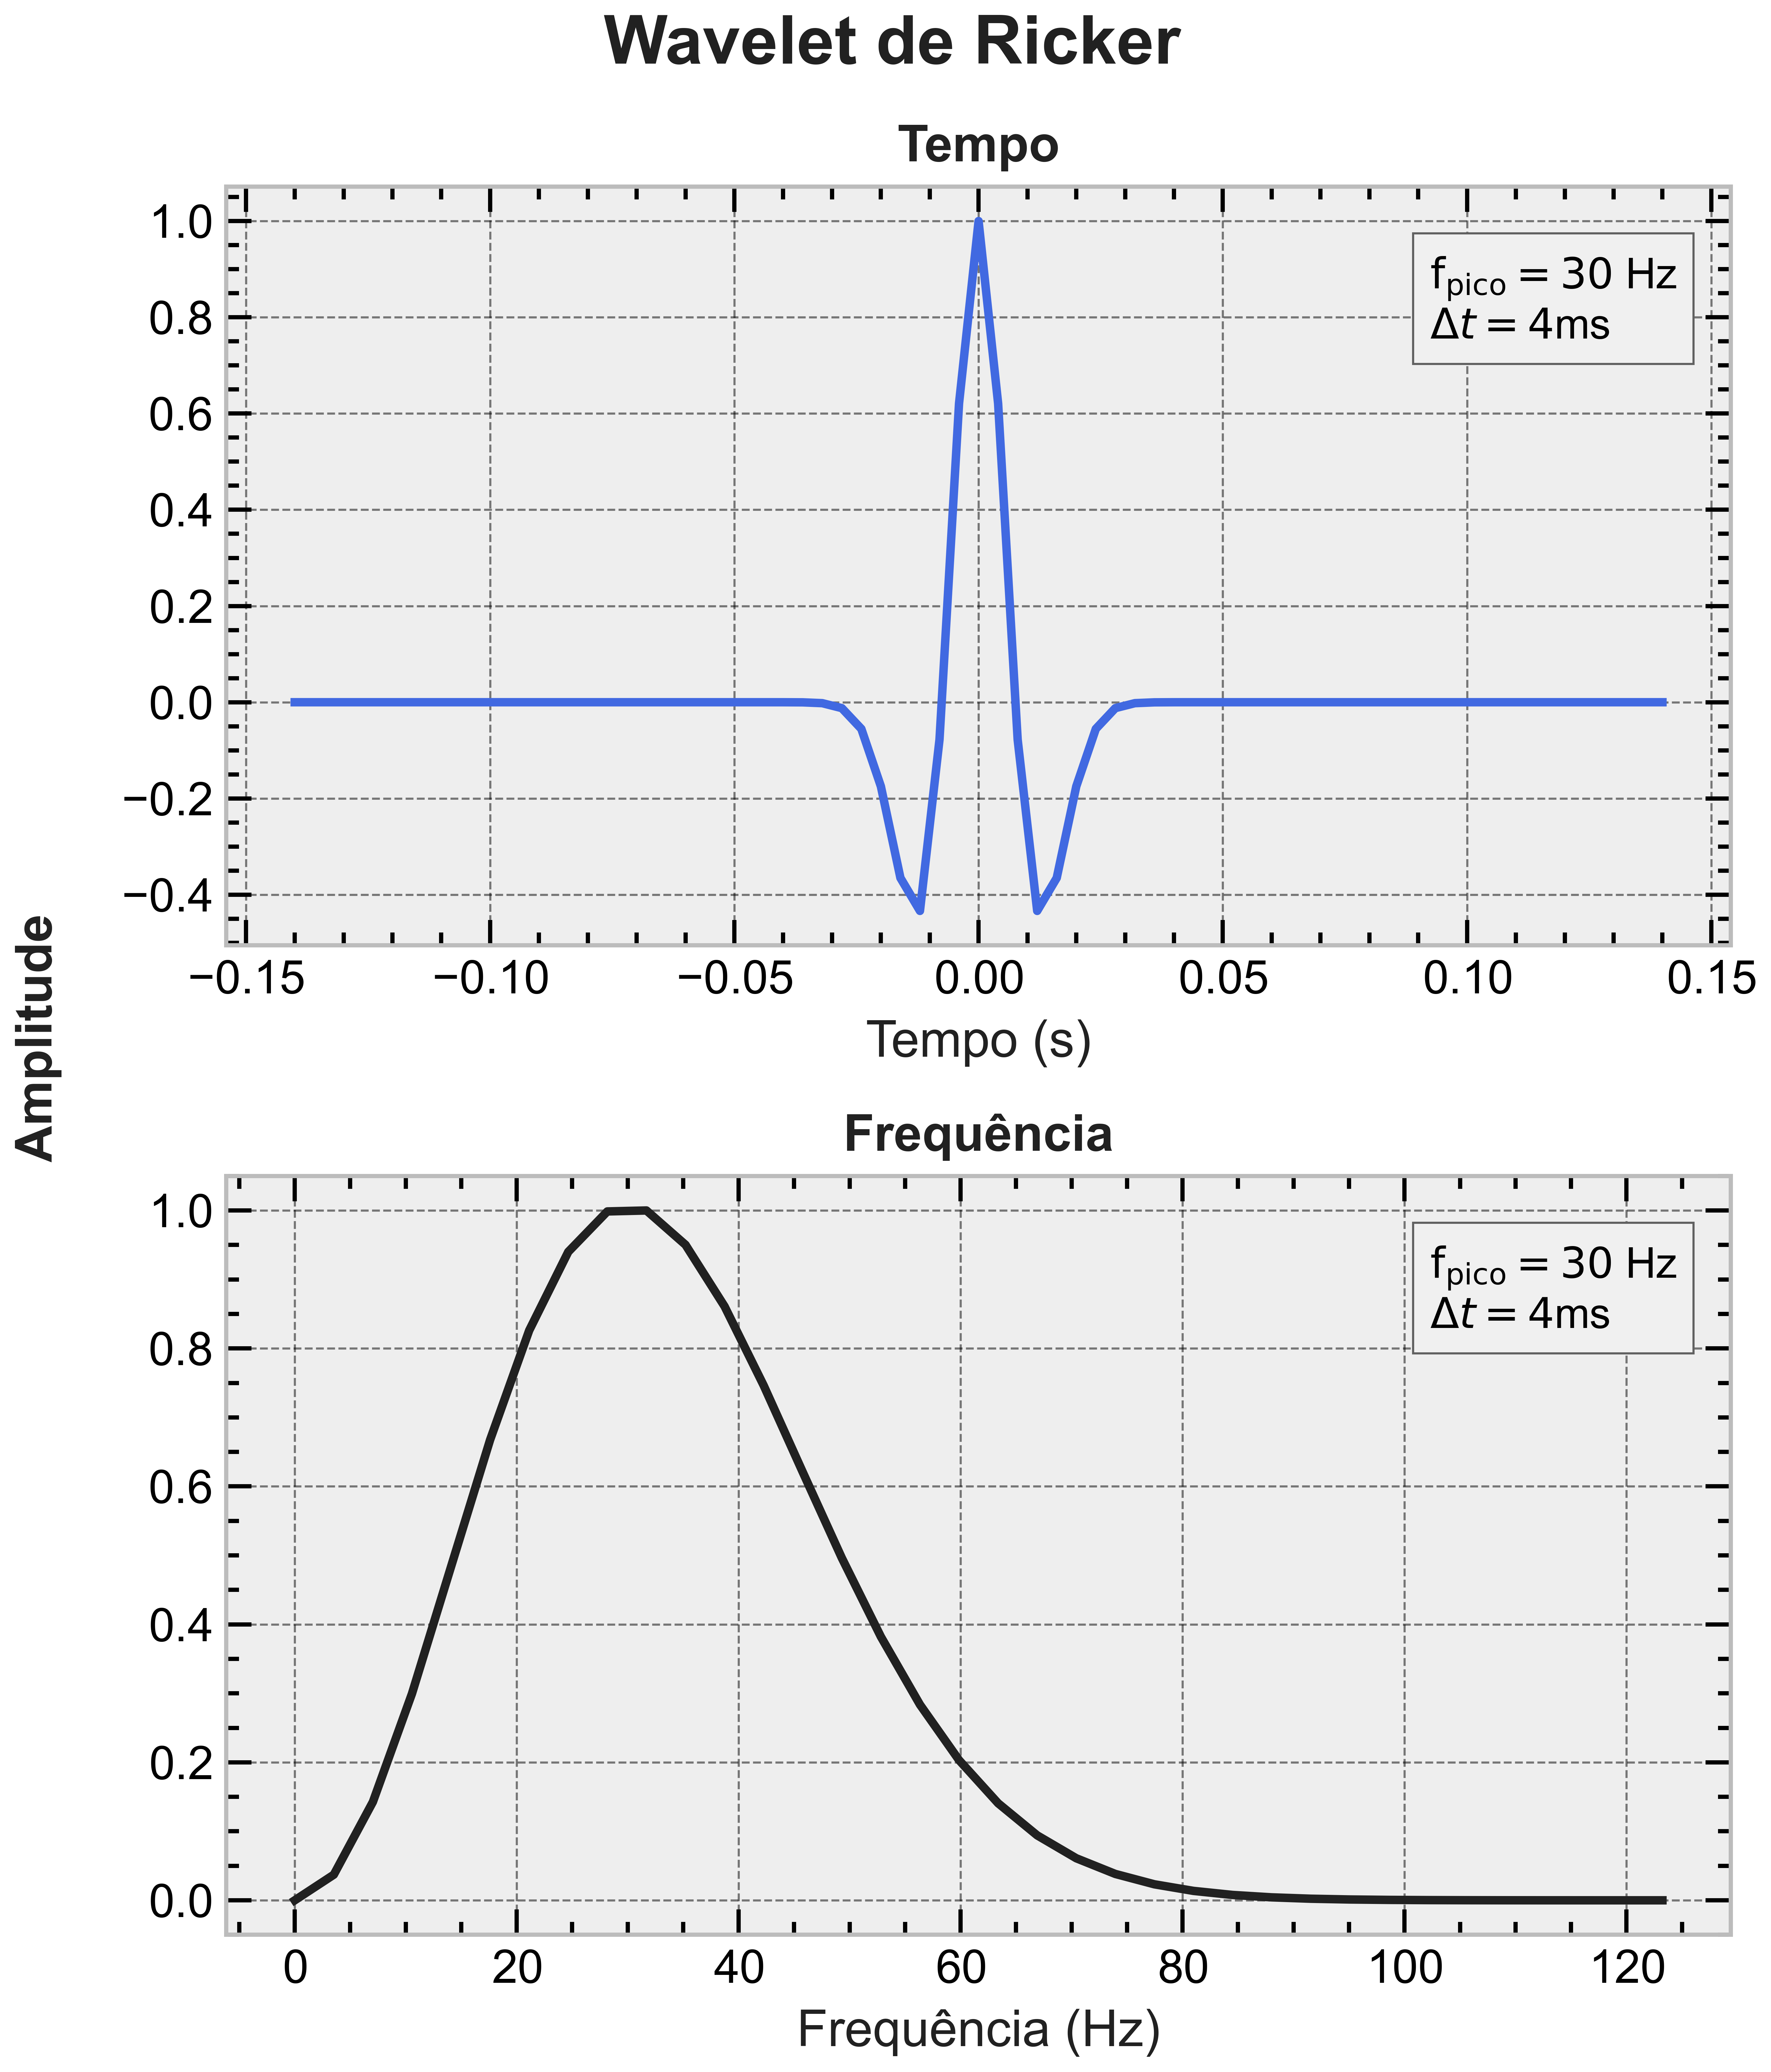 Wavelet de Ricker
Tempo
1.0
0.8
0.6
0.4
0.2
0.0
−0.2
−0.4
f_pico = 30 Hz
Δt = 4ms
−0.15 −0.10 −0.05 0.00 0.05 0.10 0.15
Tempo (s)
Amplitude
Frequência
1.0
0.8
0.6
0.4
0.2
0.0
f_pico = 30 Hz
Δt = 4ms
0 20 40 60 80 100 120
Frequência (Hz)